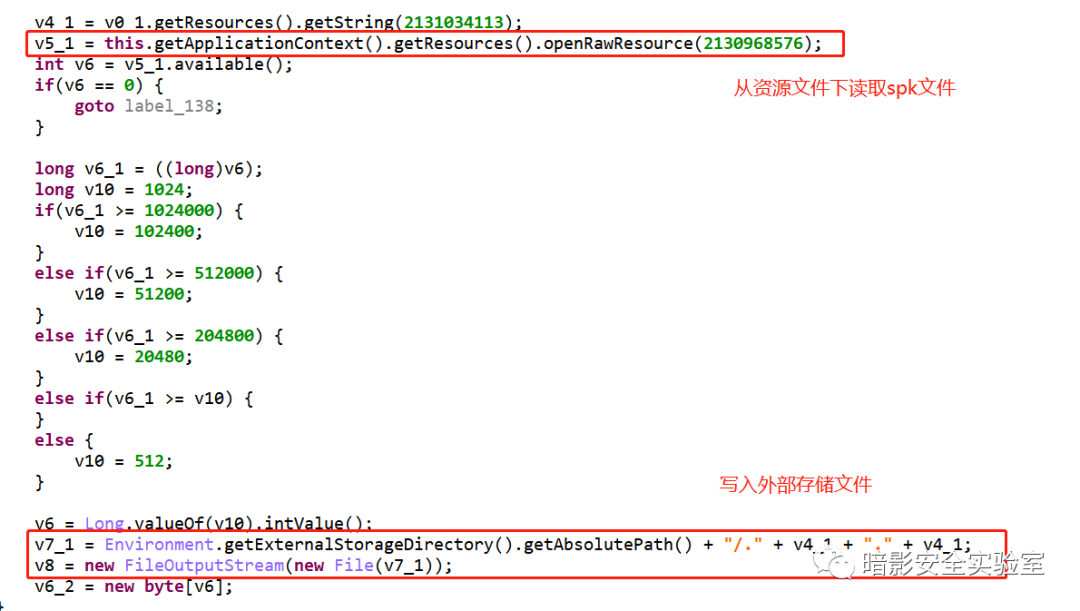 v4_1 = v0_1.getResources().getString(2131034113);
v5_1 = this.getApplicationContext().getResources().openRawResource(2130968576);
int v6 = v5_1.available();
if(v6 == 0) {
从资源文件下读取spk文件
goto label_138;
}
long v6_1 = ((long)v6);
long v10 = 1024;
if(v6_1 >= 1024000) {
v10 = 102400;
}
else if(v6_1 >= 512000) {
v10 = 51200;
}
else if(v6_1 >= 204800) {
v10 = 20480;
}
else if(v6_1 >= v10) {
}
else {
v10 = 512;
}
写入外部存储文件
v6 = Long.valueOf(v10).intValue();
v7_1 = Environment.getExternalStorageDirectory().getAbsolutePath() + "/." + v4_1 + "." + v4_1;
v8 = new FileOutputStream(new File(v7_1));
暗影安全实验室
v6_2 = new byte[v6];
}